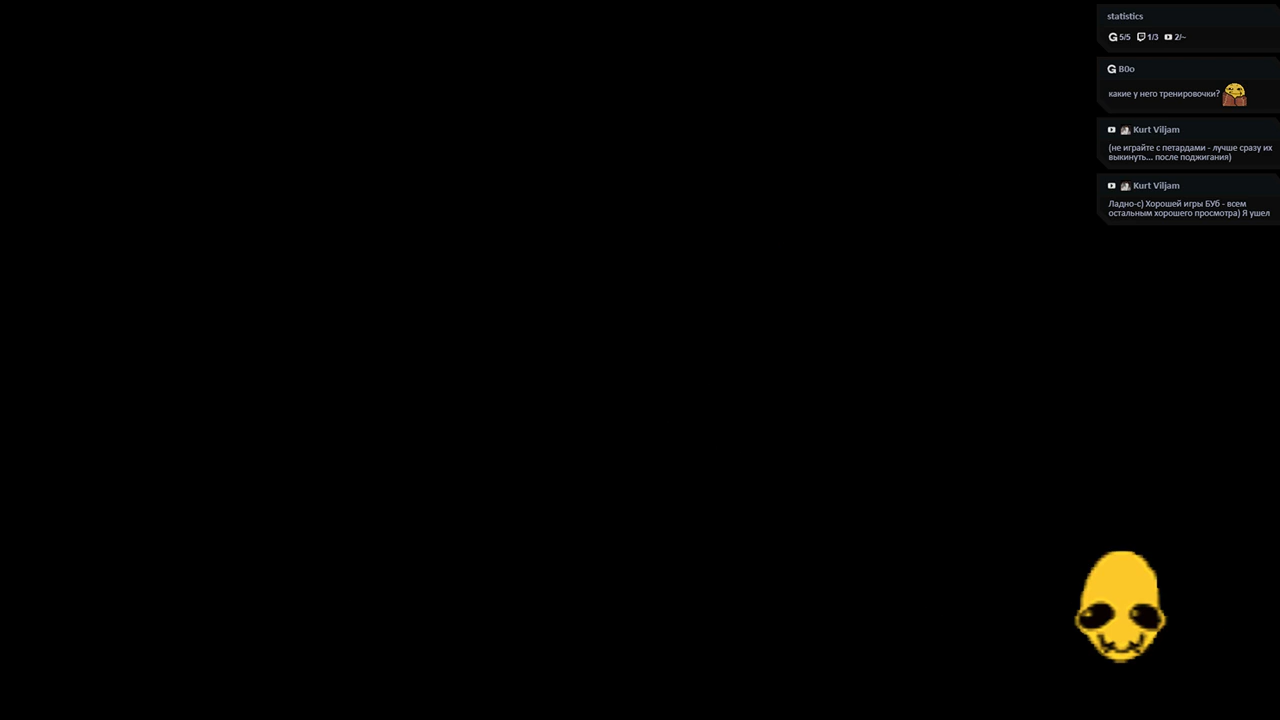 statistics
5/5 1/3 2/~
B0o
какие у него тренировочки?
Kurt Viljam
(не играйте с петардами - лучше сразу их
выкинуть... после поджигания)
Kurt Viljam
Ладно-с) Хорошей игры БУб - всем
остальным хорошего просмотра) Я ушел